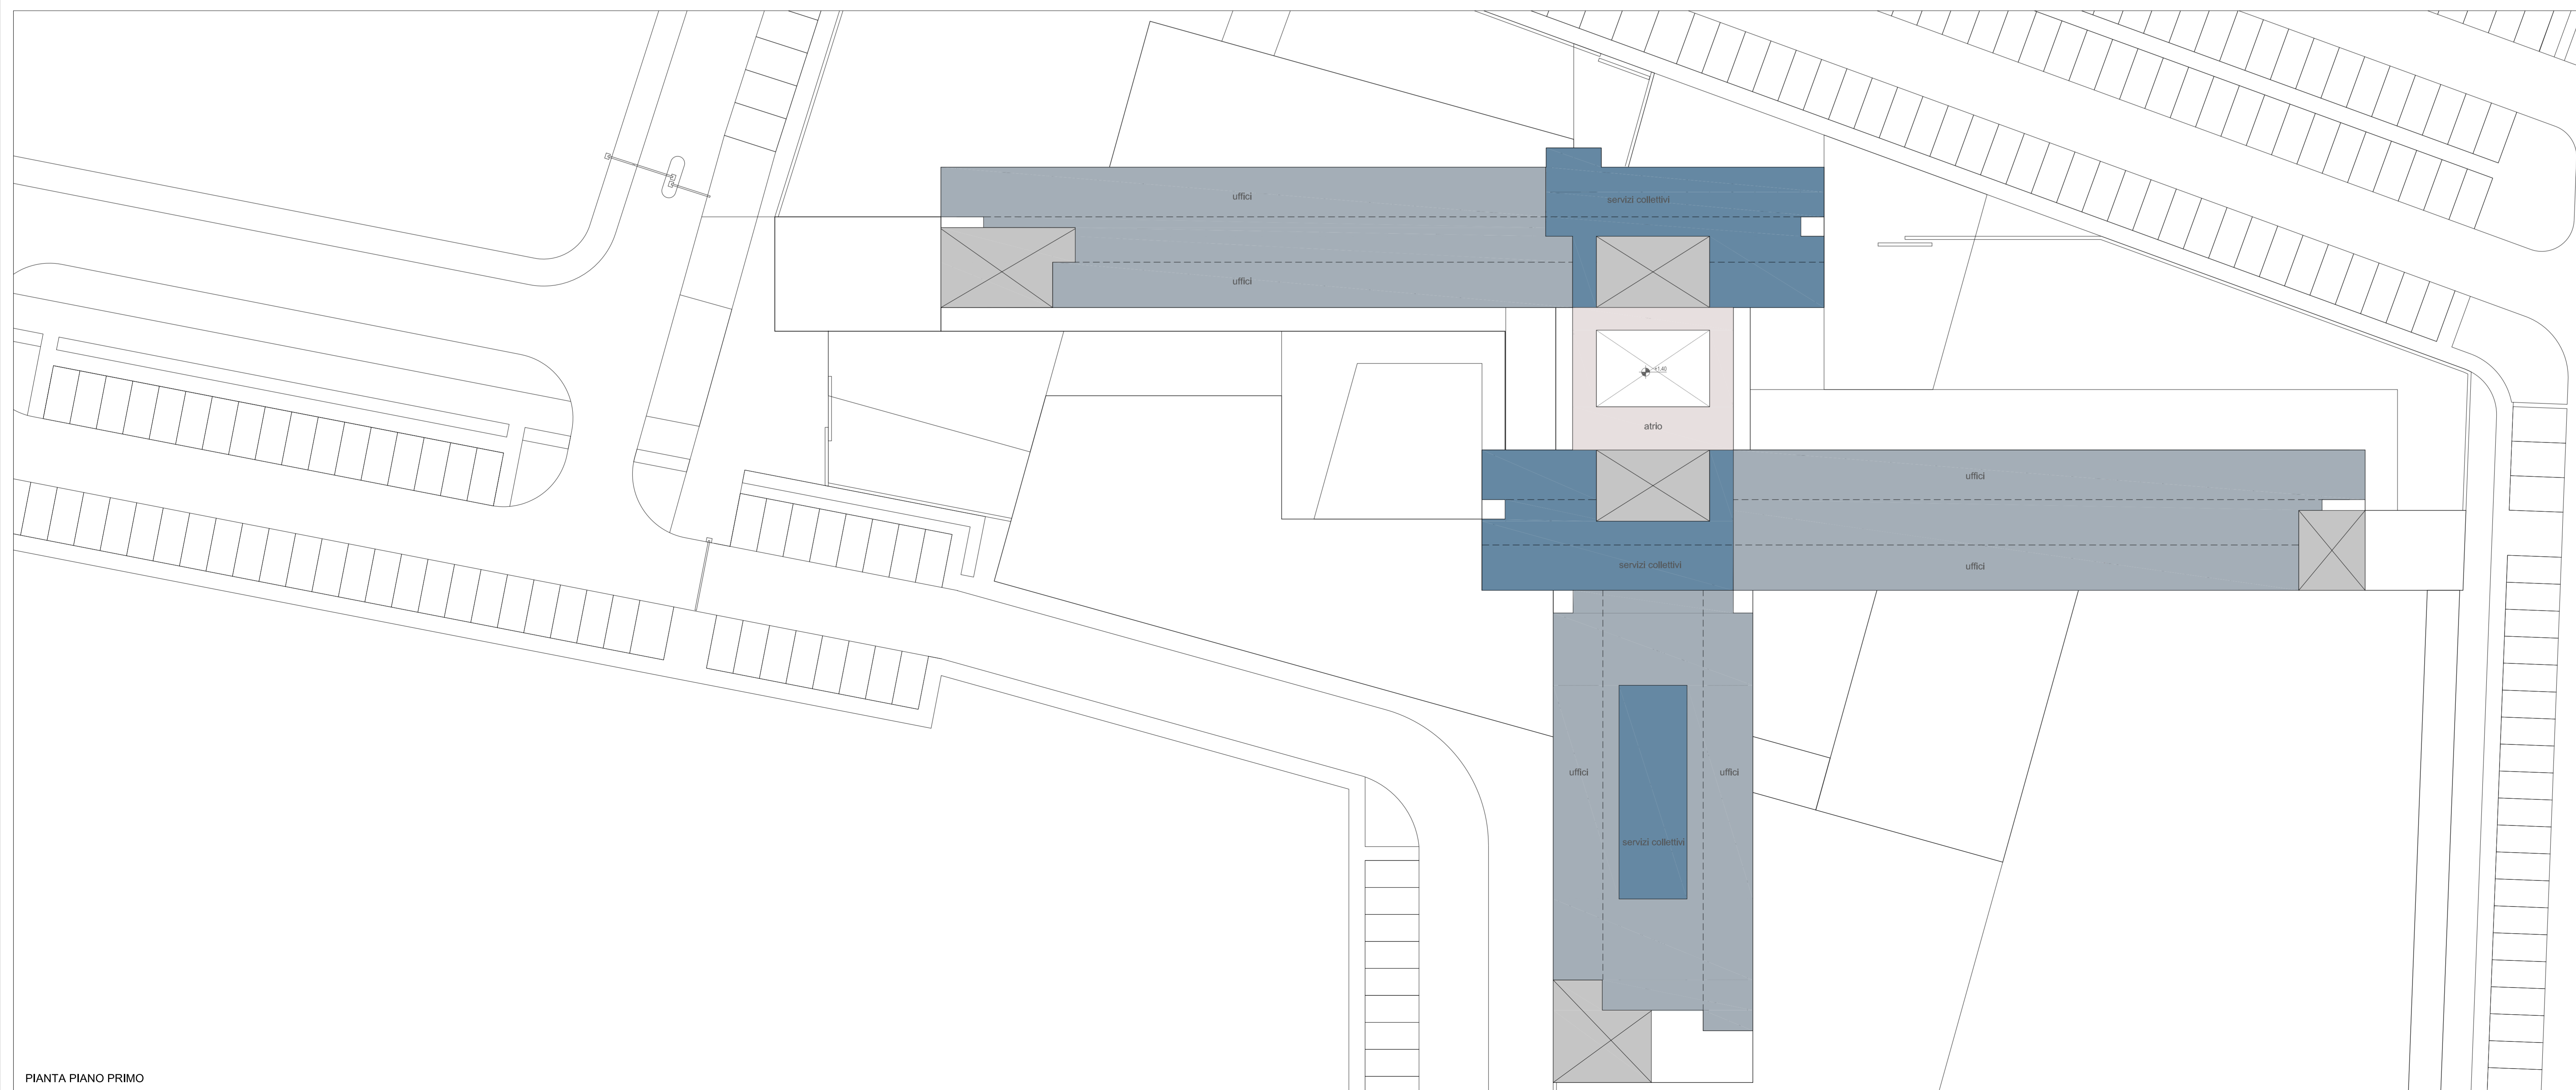 uffici
servizi collettivi
uffici
atrio
uffici
servizi collettivi
uffici
uffici
uffici
servizi collettivi
PIANTA PIANO PRIMO